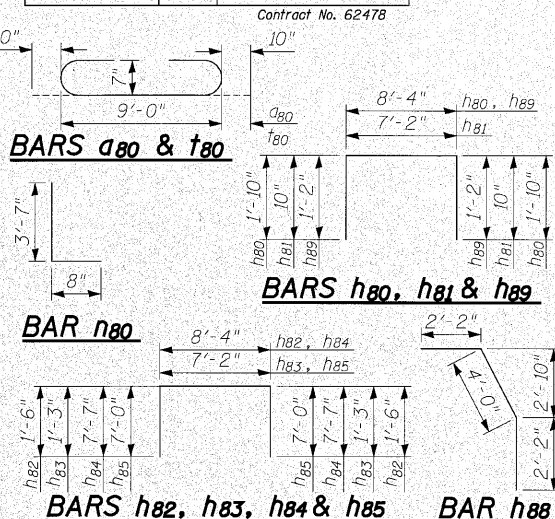 Contract No. 62478
0"
10"
7"
9'-0"
a80
t80
BARS a80 & t80
8'-4" h80, h89
7'-2" h81
1'-10" 10" 1'-2" 1'-2" 10" 1'-10"
h80 h81 h89 h89 h81 h80
BARS h80, h81 & h89
3'-7"
8"
BAR n80
8'-4" h82, h84
7'-2" h83, h85
1'-6" 1'-3" 7'-7" 7'-0" 7'-0" 7'-7" 1'-3" 1'-6"
h82 h83 h84 h85 h85 h84 h83 h82
BARS h82, h83, h84 & h85
2'-2"
4'-0"
2'-10"
2'-2"
BAR h88